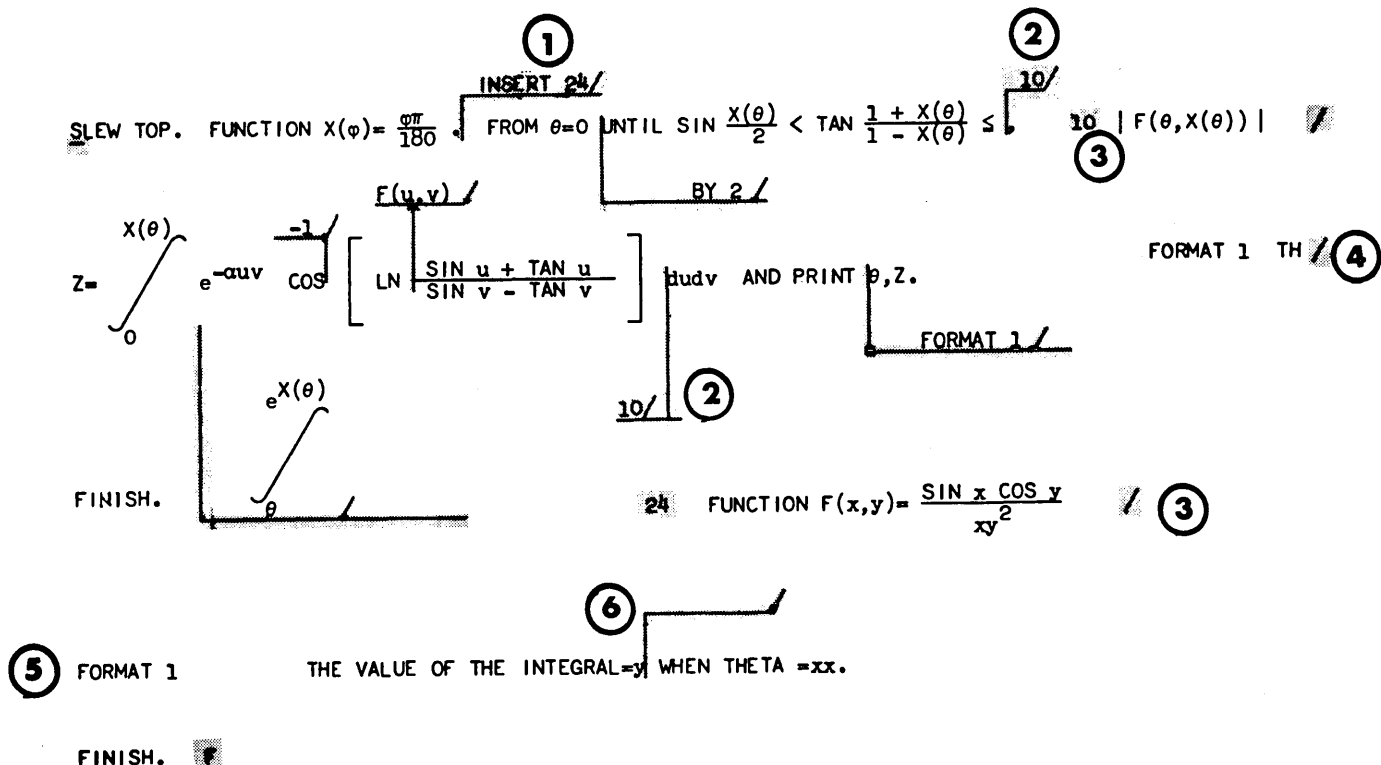 1 2
INSERT 24/ 10/
SLEW TOP. FUNCTION X(φ)= φπ/180 . FROM θ=0 UNTIL SIN X(θ)/2 < TAN 1 + X(θ)/1 - X(θ) ≤ 10 |F(θ,X(θ))| /
3
F(u,v) / BY 2 /
X(θ) -1/ FORMAT 1 TH / 4
Z= ∫ e-αuv COS [ LN SIN u + TAN u/SIN v - TAN v ] dudv AND PRINT θ,Z.
0
FORMAT 1 /
eX(θ) 10/ 2
∫
FINISH. θ / 24 FUNCTION F(x,y)= SIN x COS y/xy2 / 3
6 /
5 FORMAT 1 THE VALUE OF THE INTEGRAL=y WHEN THETA =xx.
FINISH. F